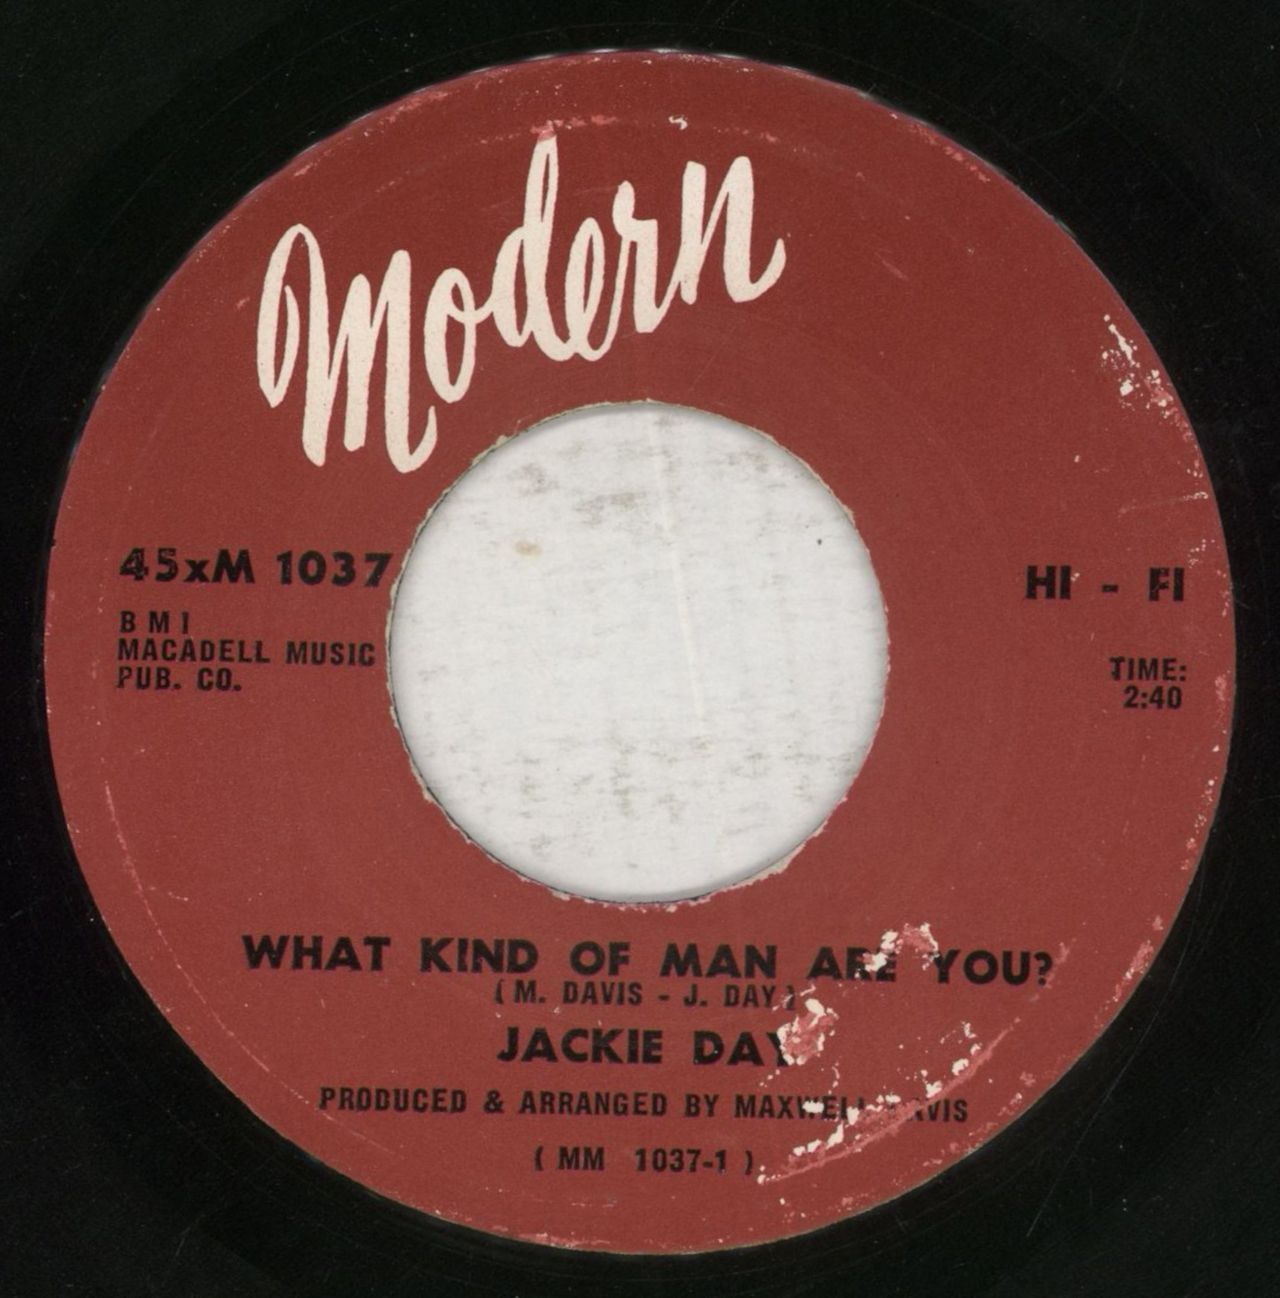 Modern
45xM 1037
B M I
MACADELL MUSIC
PUB. CO.
HI - FI
TIME:
2:40
WHAT KIND OF MAN ARE YOU?
( M. DAVIS - J. DAY )
JACKIE DAY
PRODUCED & ARRANGED BY MAXWELL DAVIS
( MM 1037-1 )